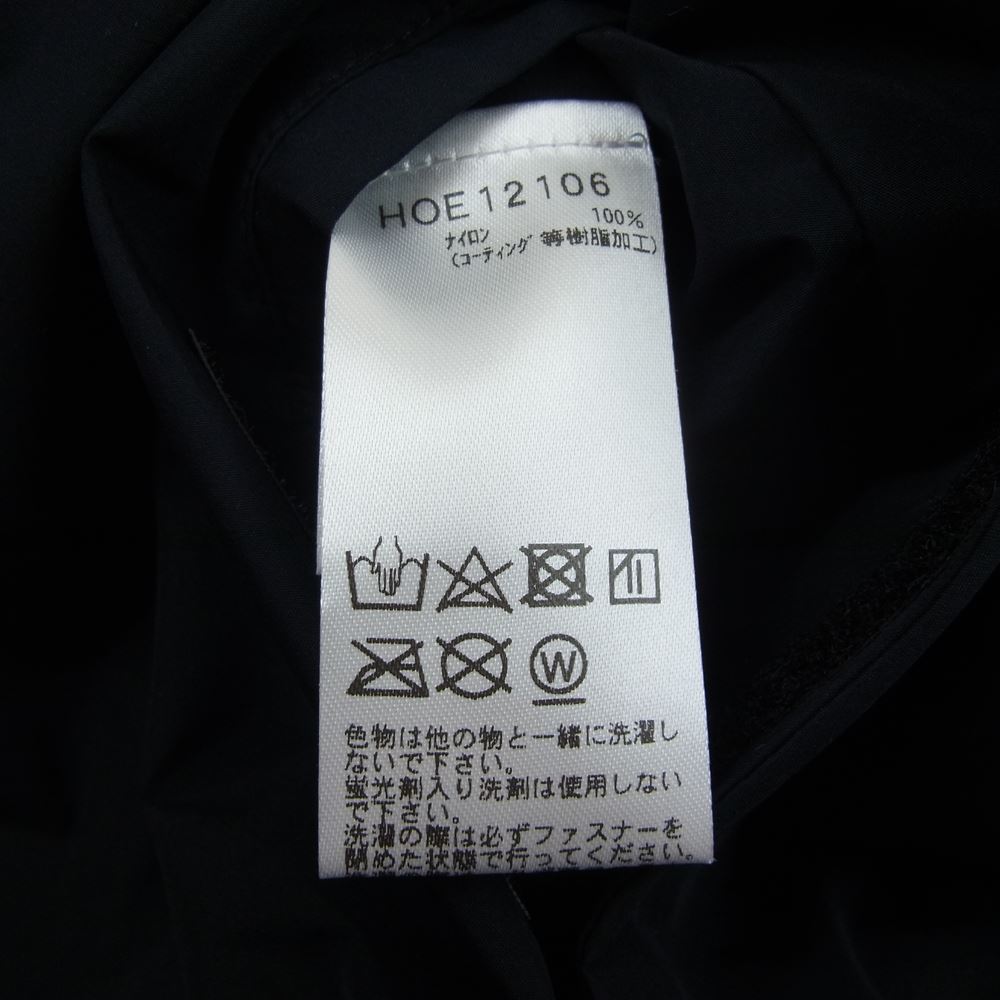 HOE12106
ナイロン 100%
(コーティング等樹脂加工)
W
色物は他の物と一緒に洗濯し
ないで下さい。
蛍光剤入り洗剤は使用しない
で下さい。
洗濯の際は必ずファスナーを
閉めた状態で行ってください。